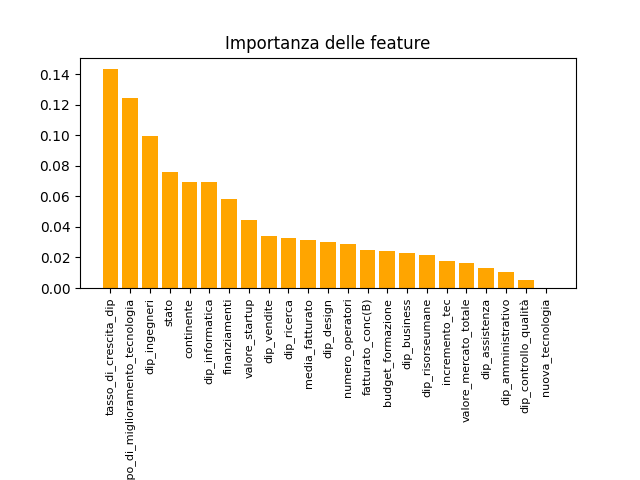 Importanza delle feature
0.14
0.12
0.10
0.08
0.06
0.04
0.02
0.00
tasso_di_crescita_dip
po_di_miglioramento_tecnologia
dip_ingegneri
stato
continente
dip_informatica
finanziamenti
valore_startup
dip_vendite
dip_ricerca
media_fatturato
dip_design
numero_operatori
fatturato_conc(B)
budget_formazione
dip_business
dip_risorseumane
incremento_tec
valore_mercato_totale
dip_assistenza
dip_amministrativo
dip_controllo_qualità
nuova_tecnologia